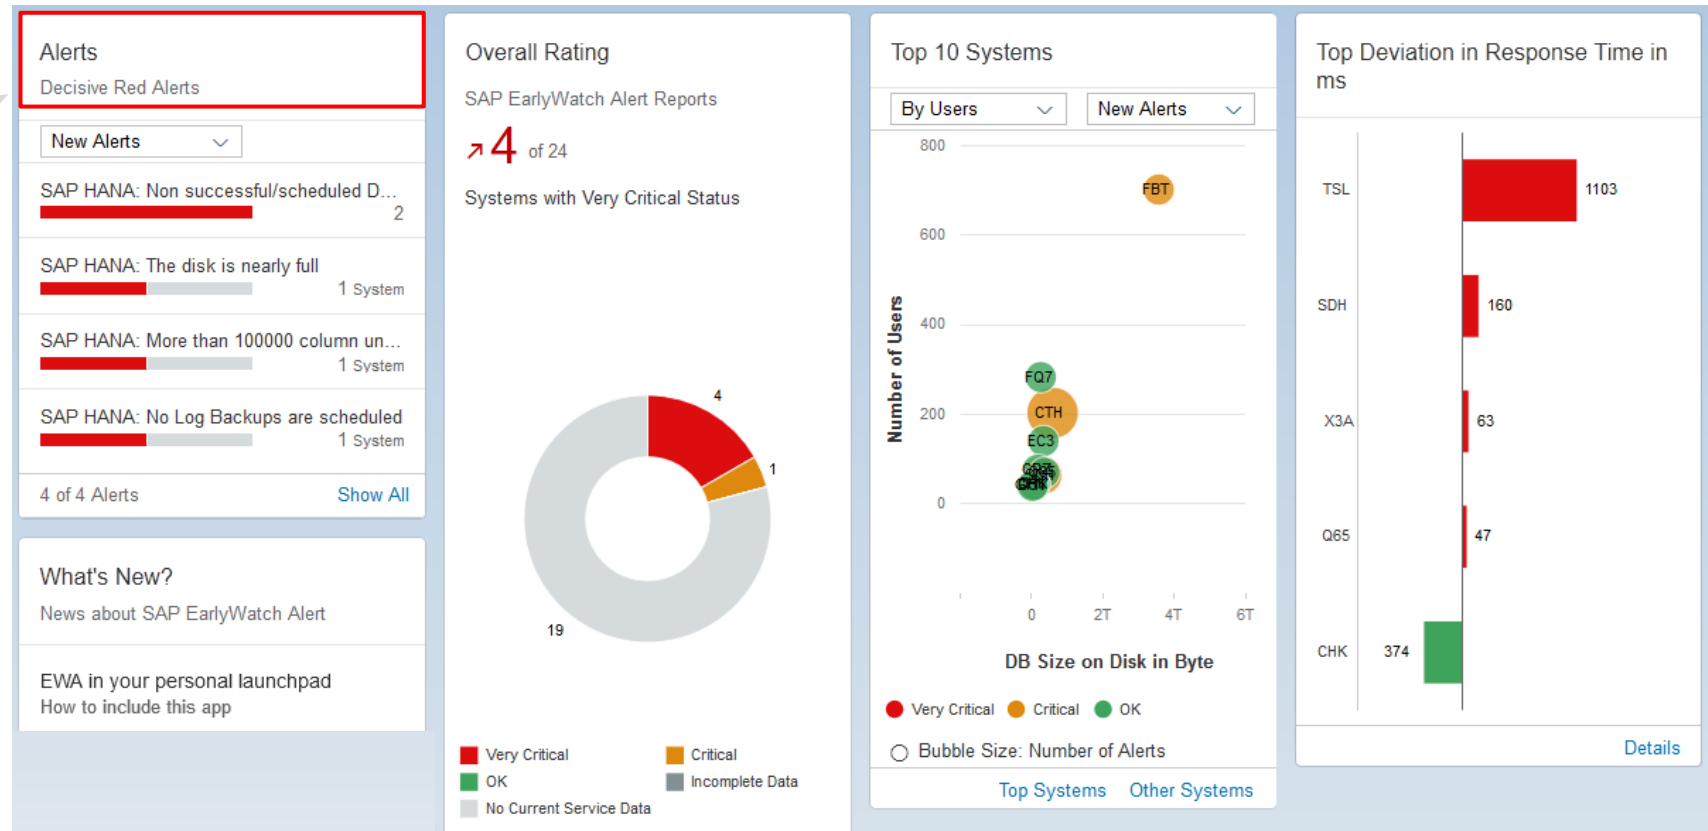 Alerts
Decisive Red Alerts
New Alerts
SAP HANA: Non successful/scheduled D...
2
SAP HANA: The disk is nearly full
1 System
SAP HANA: More than 100000 column un...
1 System
SAP HANA: No Log Backups are scheduled
1 System
4 of 4 Alerts
Show All
What's New?
News about SAP EarlyWatch Alert
EWA in your personal launchpad
How to include this app
Overall Rating
SAP EarlyWatch Alert Reports
4 of 24
Systems with Very Critical Status
4
1
19
Very Critical
Critical
OK
Incomplete Data
No Current Service Data
Top 10 Systems
By Users
New Alerts
Number of Users
800
600
400
200
0
FBT
FQ7
CTH
EC3
0
2T
4T
6T
DB Size on Disk in Byte
Very Critical
Critical
OK
Bubble Size: Number of Alerts
Top Systems
Other Systems
Top Deviation in Response Time in
ms
TSL
1103
SDH
160
X3A
63
Q65
47
CHK
374
Details